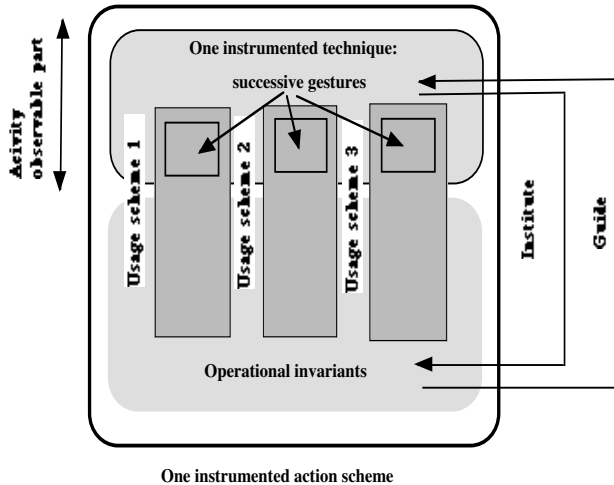 One instrumented technique:
successive gestures
Acivity
observable part
Usage scheme 1
Usage scheme 2
Usage scheme 3
Institute
Guide
Operational invariants
One instrumented action scheme